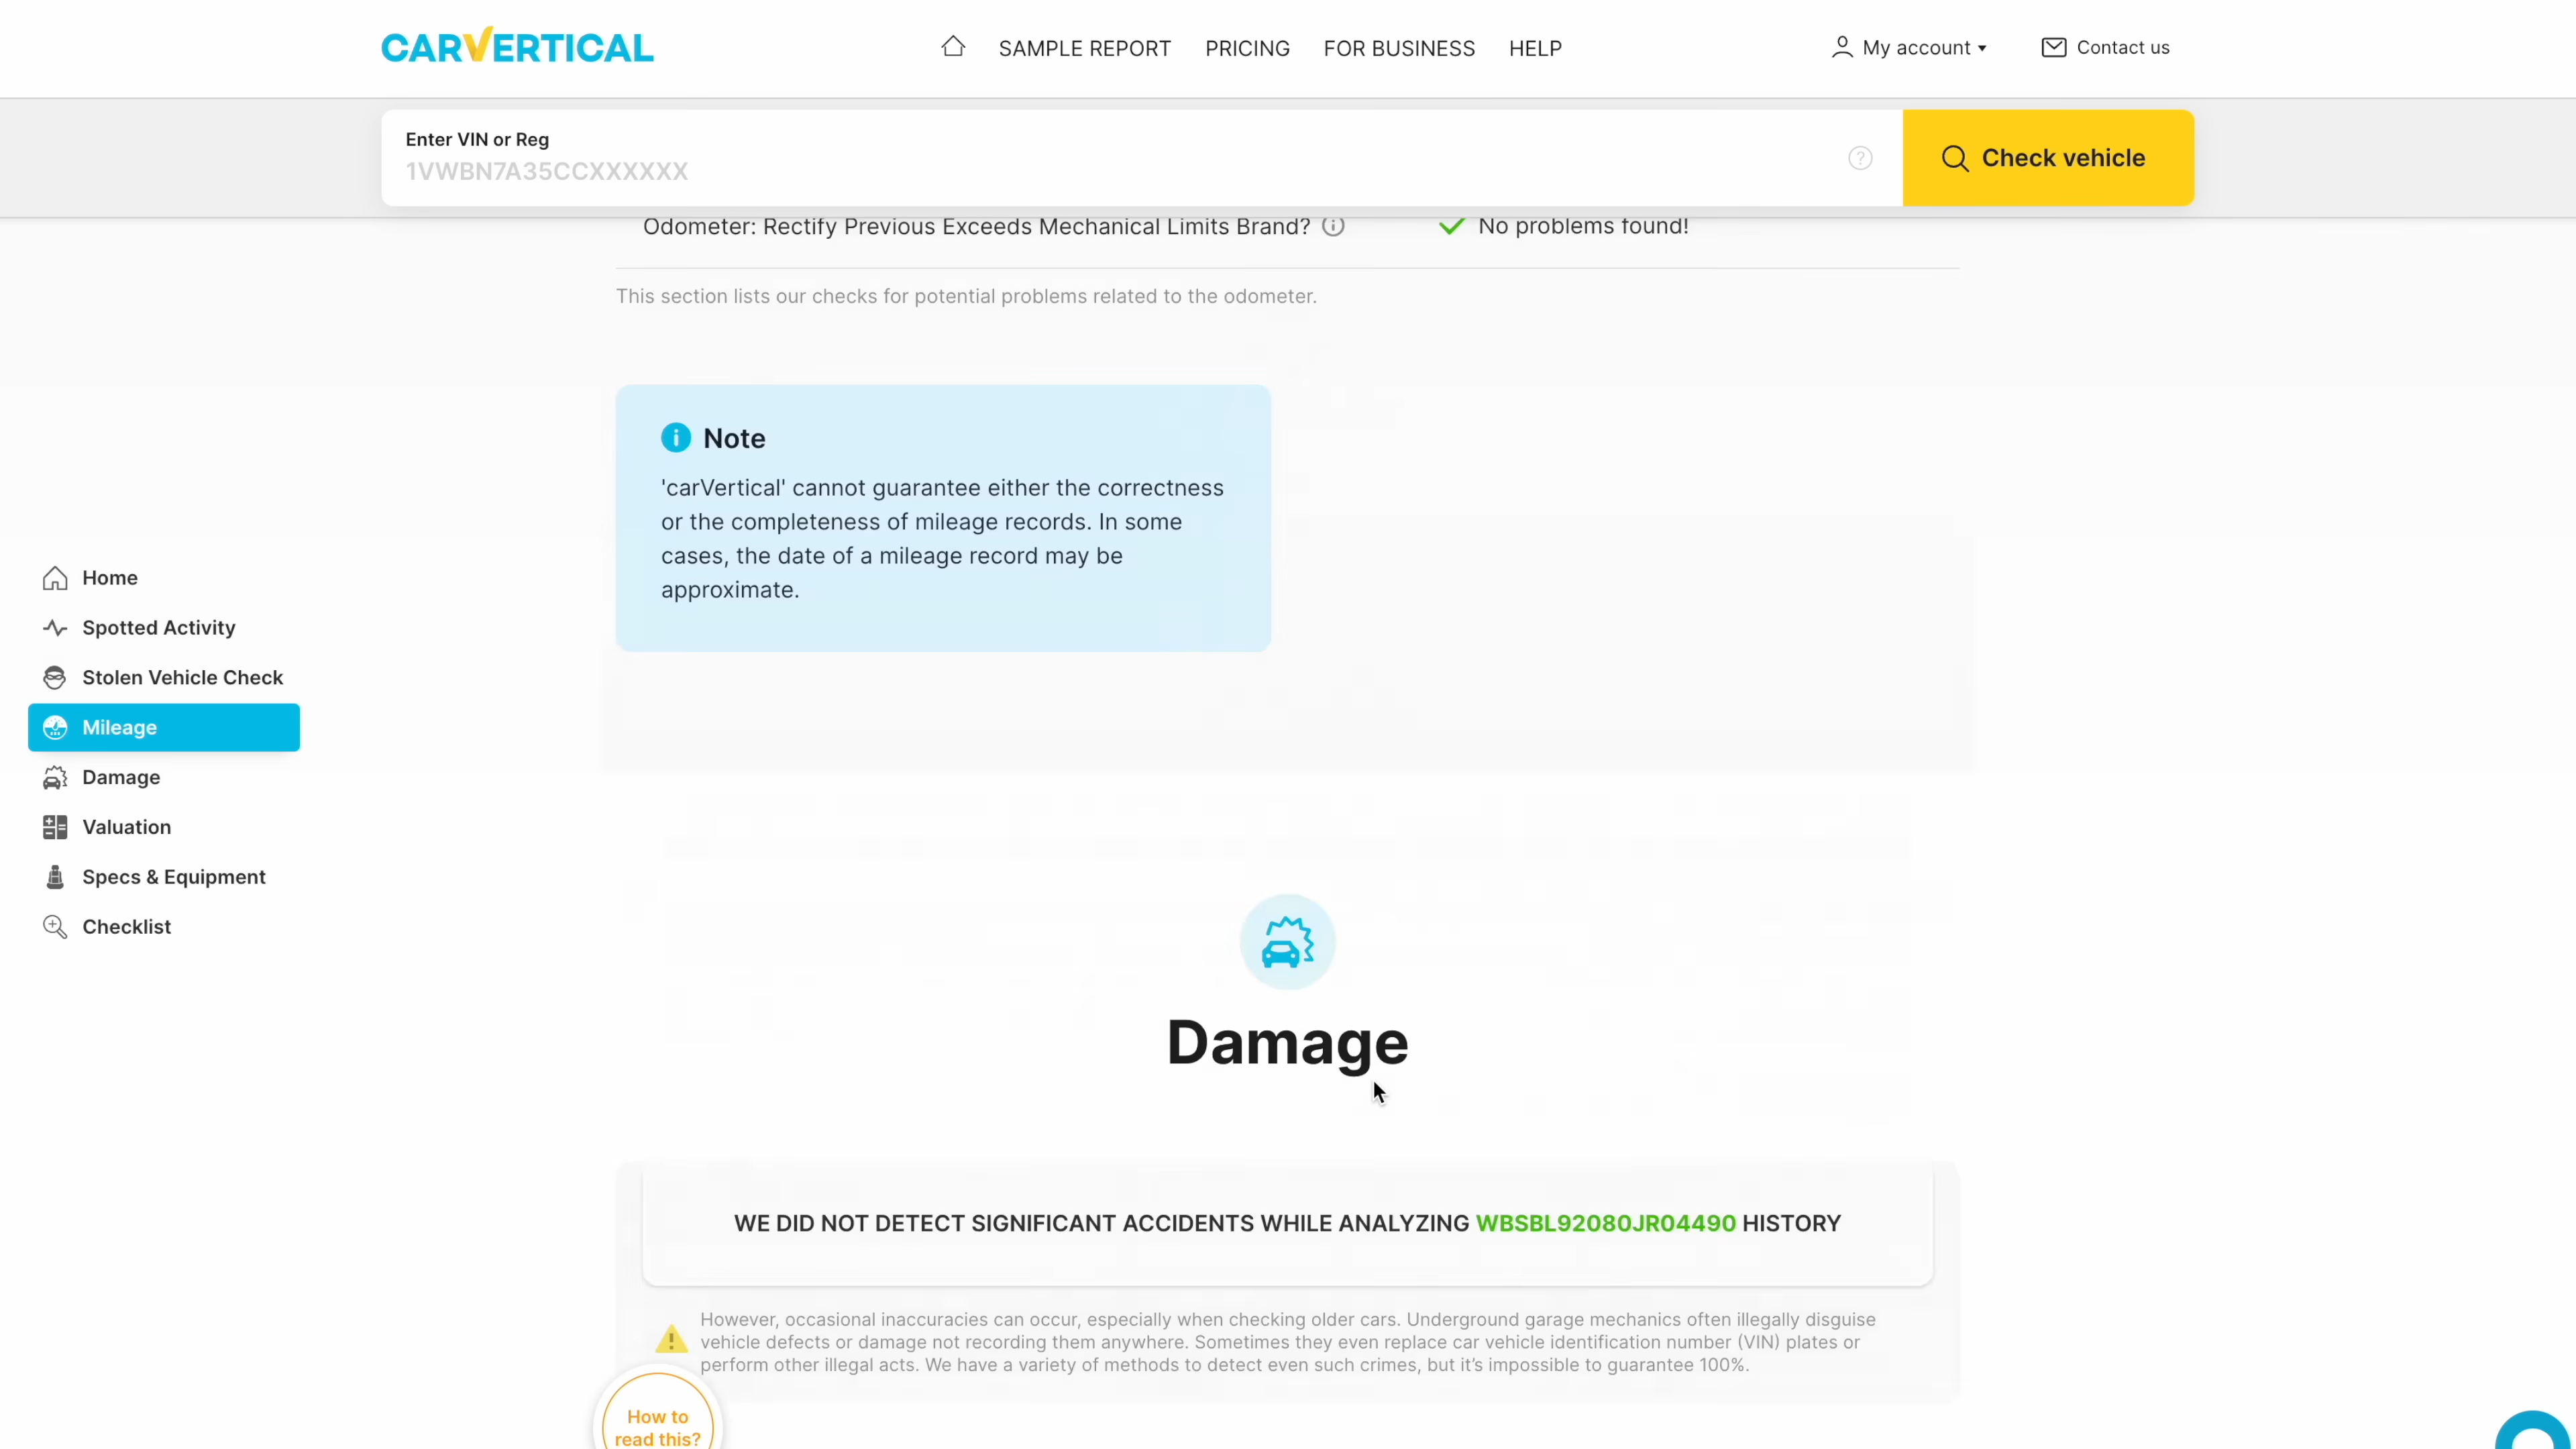 CARVERTICAL
SAMPLE REPORT
PRICING
FOR BUSINESS
HELP
My account
Contact us
Enter VIN or Reg
1VWBN7A35CCXXXXXX
?
Check vehicle
Odometer: Rectify Previous Exceeds Mechanical Limits Brand?
No problems found!
This section lists our checks for potential problems related to the odometer.
Note
'carVertical' cannot guarantee either the correctness
or the completeness of mileage records. In some
cases, the date of a mileage record may be
approximate.
Home
Spotted Activity
Stolen Vehicle Check
Mileage
Damage
Valuation
Specs & Equipment
Checklist
Damage
WE DID NOT DETECT SIGNIFICANT ACCIDENTS WHILE ANALYZING WBSBL92080JR04490 HISTORY
However, occasional inaccuracies can occur, especially when checking older cars. Underground garage mechanics often illegally disguise
vehicle defects or damage not recording them anywhere. Sometimes they even replace car vehicle identification number (VIN) plates or
perform other illegal acts. We have a variety of methods to detect even such crimes, but it's impossible to guarantee 100%.
How to
read this?